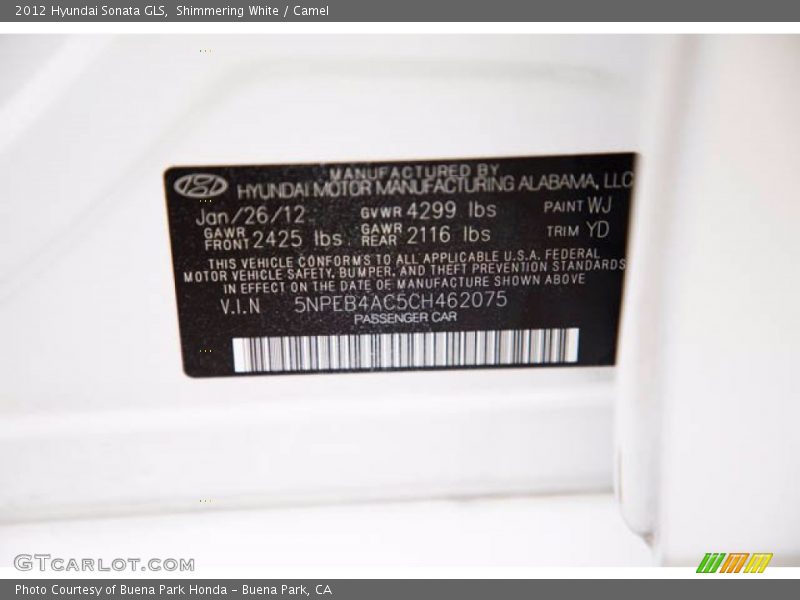 2012 Hyundai Sonata GLS,  Shimmering White / Camel
MANUFACTURED BY
HYUNDAI MOTOR MANUFACTURING ALABAMA, LLC
Jan/26/12 GVWR 4299 lbs PAINT WJ
GAWR FRONT 2425 lbs. GAWR REAR 2116 lbs TRIM YD
THIS VEHICLE CONFORMS TO ALL APPLICABLE U.S.A. FEDERAL
MOTOR VEHICLE SAFETY, BUMPER, AND THEFT PREVENTION STANDARDS
IN EFFECT ON THE DATE OF MANUFACTURE SHOWN ABOVE
V.I.N 5NPEB4AC5CH462075
PASSENGER CAR
GTCARLOT.COM
Photo Courtesy of Buena Park Honda - Buena Park, CA